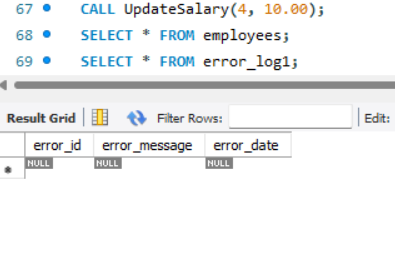 67 CALL UpdateSalary(4, 10.00);
68 SELECT * FROM employees;
69 SELECT * FROM error_log1;
Result Grid Filter Rows: Edit:
error_id error_message error_date
* NULL NULL NULL